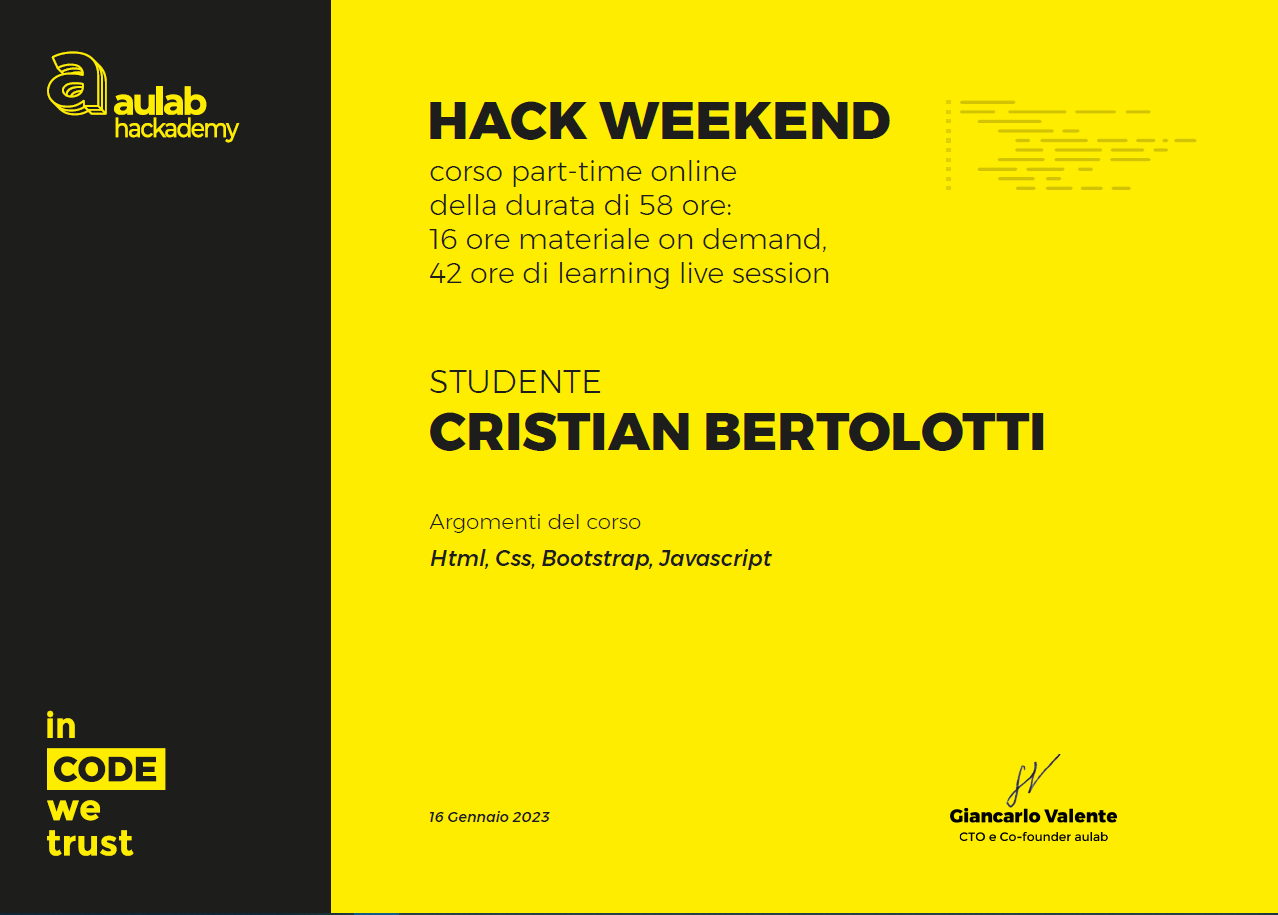 aulab
hackademy
HACK WEEKEND
corso part-time online
della durata di 58 ore:
16 ore materiale on demand,
42 ore di learning live session
STUDENTE
CRISTIAN BERTOLOTTI
Argomenti del corso
Html, Css, Bootstrap, Javascript
in
CODE
we
trust
16 Gennaio 2023
Giancarlo Valente
CTO e Co-founder aulab